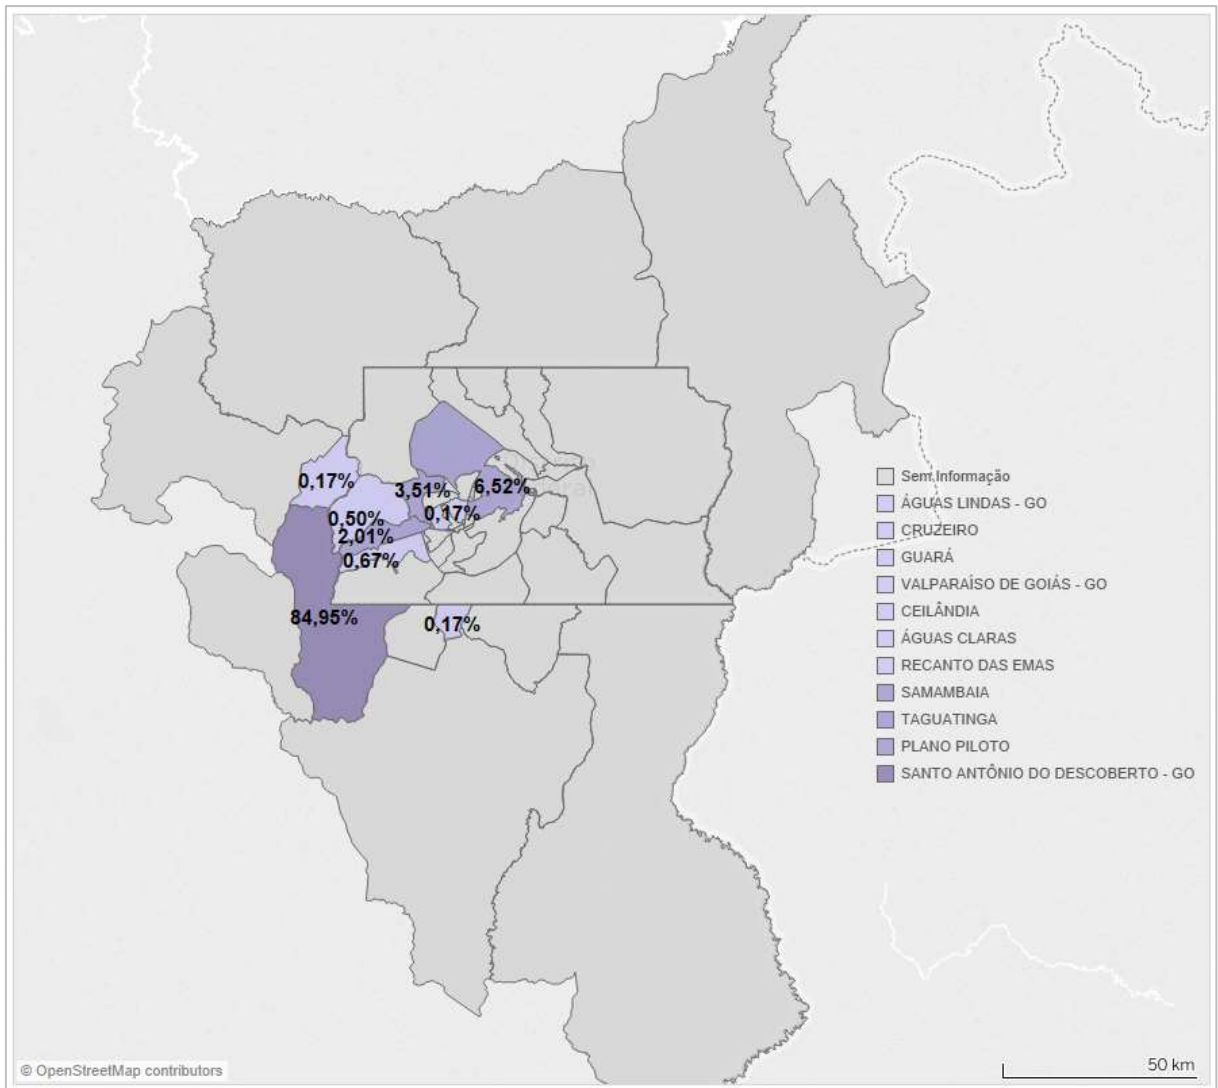 0,17%
3,51%
6,52%
0,50%
0,17%
2,01%
0,67%
84,95%
0,17%
Sem Informação
ÁGUAS LINDAS - GO
CRUZEIRO
GUARÁ
VALPARAÍSO DE GOIÁS - GO
CEILÂNDIA
ÁGUAS CLARAS
RECANTO DAS EMAS
SAMAMBAIA
TAGUATINGA
PLANO PILOTO
SANTO ANTÔNIO DO DESCOBERTO - GO
© OpenStreetMap contributors
50 km